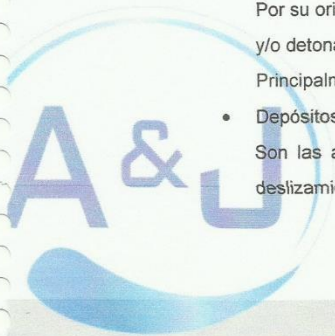 Por su ori
y/o detona
Principaln
• Depósitos
Son las a
deslizamie
A & J